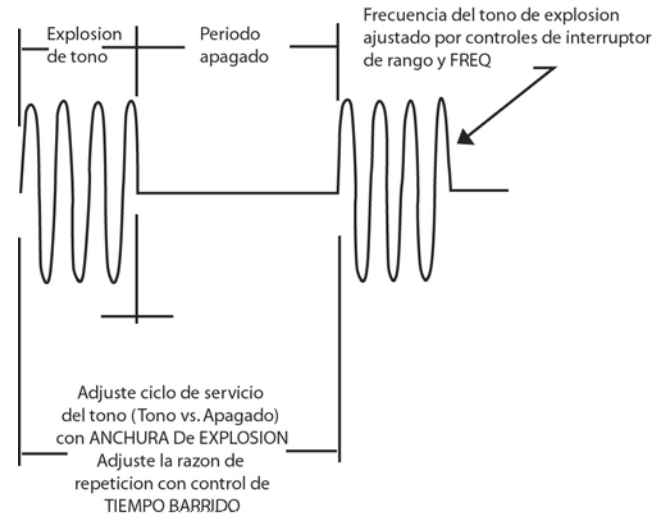 Explosion
de tono
Periodo
apagado
Frecuencia del tono de explosion
ajustado por controles de interruptor
de rango y FREQ
Adjuste ciclo de servicio
del tono (Tono vs. Apagado)
con ANCHURA De EXPLOSION
Adjuste la razon de
repeticion con control de
TIEMPO BARRIDO